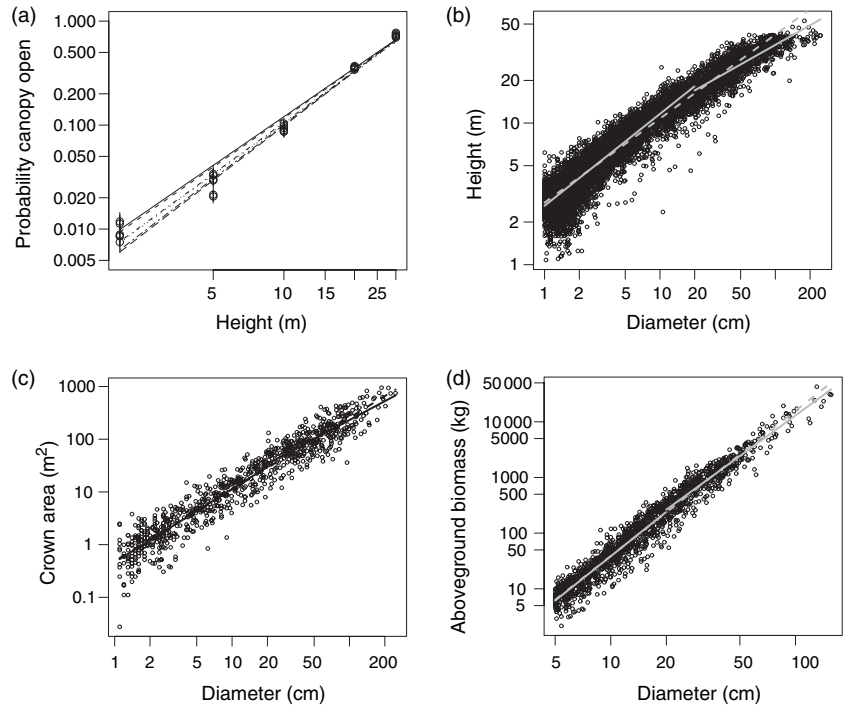 (a)
Probability canopy open
1.000
0.500
0.200
0.100
0.050
0.020
0.010
0.005
5 10 15 25
Height (m)
(b)
Height (m)
50
20
10
5
2
1
1 2 5 10 20 50 200
Diameter (cm)
(c)
Crown area (m²)
1000
100
10
1
0.1
1 2 5 10 20 50 200
Diameter (cm)
(d)
Aboveground biomass (kg)
50 000
10 000
5000
1000
500
100
50
10
5
5 10 20 50 100
Diameter (cm)